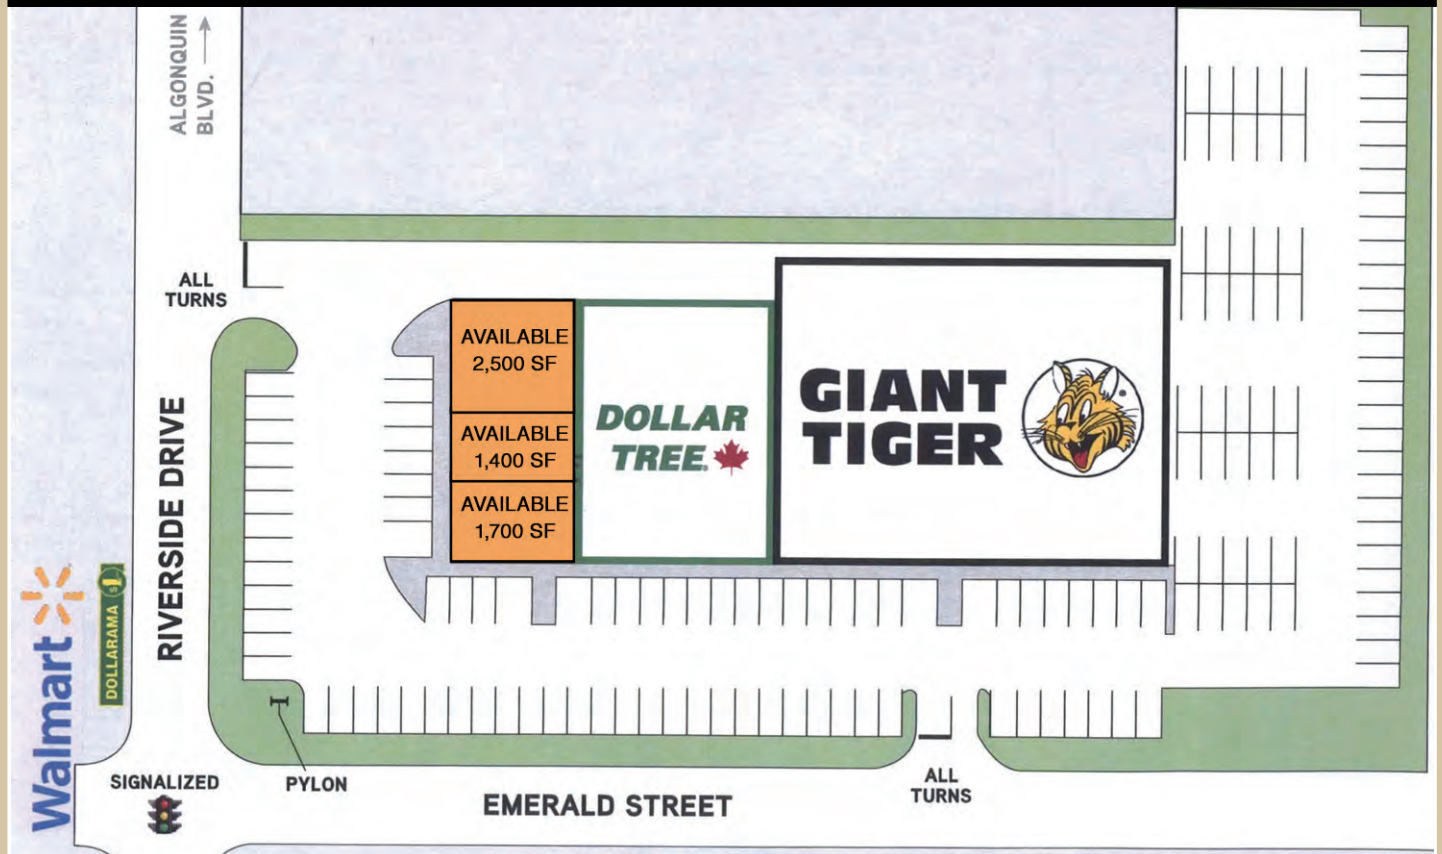 ALGONQUIN
BLVD.
ALL
TURNS
RIVERSIDE DRIVE
AVAILABLE
2,500 SF
AVAILABLE
1,400 SF
AVAILABLE
1,700 SF
DOLLAR
TREE
GIANT
TIGER
Walmart
DOLLARAMA
SIGNALIZED
PYLON
EMERALD STREET
ALL
TURNS